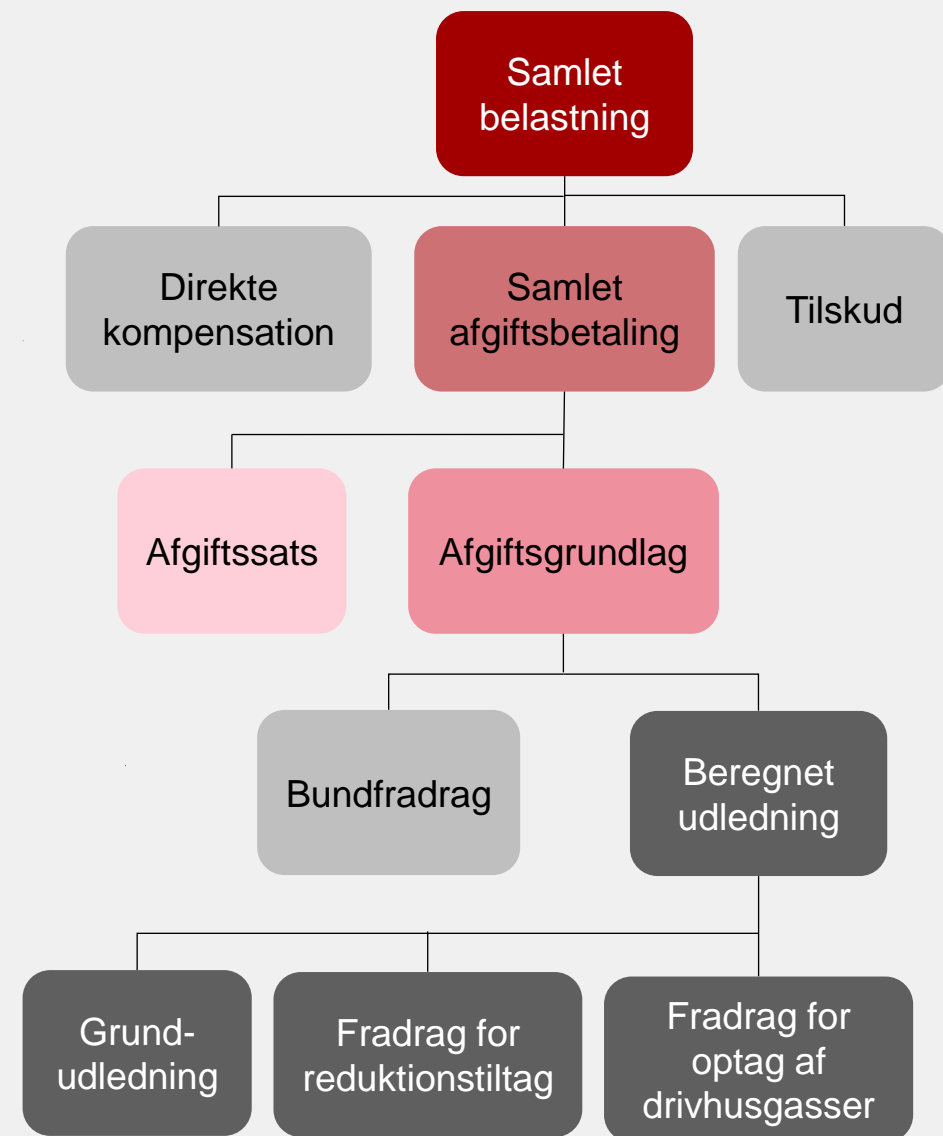 Samlet
belastning
Direkte
kompensation
Samlet
afgiftsbetaling
Tilskud
Afgiftssats
Afgiftsgrundlag
Bundfradrag
Beregnet
udledning
Grund-
udledning
Fradrag for
reduktionstiltag
Fradrag for
optag af
drivhusgasser